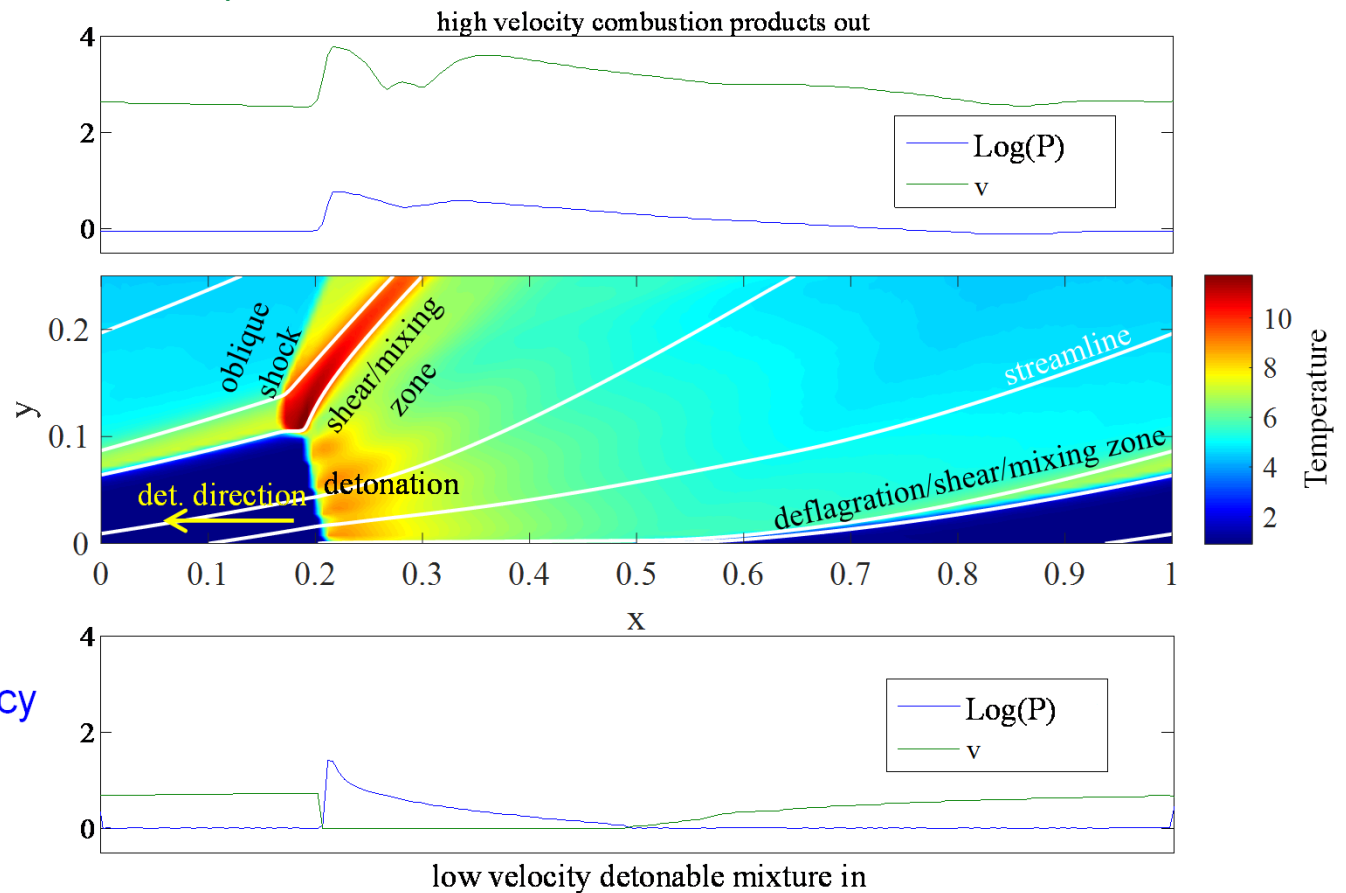 high velocity combustion products out
4
2
0
Log(P)
v
0.2
0.1
0
y
oblique
shock
shear/mixing
zone
streamline
detonation
det. direction
deflagration/shear/mixing zone
10
8
6
4
2
Temperature
0 0.1 0.2 0.3 0.4 0.5 0.6 0.7 0.8 0.9 1
x
cy
4
2
0
Log(P)
v
low velocity detonable mixture in